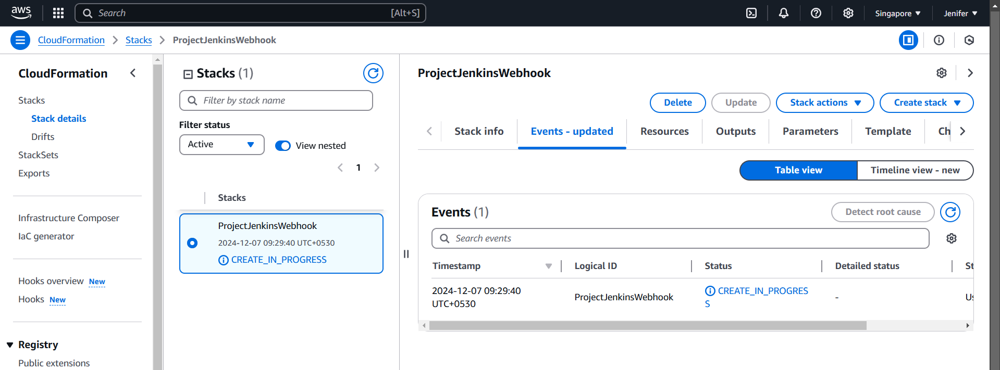 aws
Search
[Alt+S]
Singapore
Jenifer
CloudFormation
Stacks
ProjectJenkinsWebhook
CloudFormation
Stacks
Stack details
Drifts
StackSets
Exports
Infrastructure Composer
IaC generator
Hooks overview New
Hooks New
Registry
Public extensions
Stacks (1)
Filter by stack name
Filter status
Active
View nested
1
Stacks
ProjectJenkinsWebhook
2024-12-07 09:29:40 UTC+0530
CREATE_IN_PROGRESS
ProjectJenkinsWebhook
Delete
Update
Stack actions
Create stack
Stack info
Events - updated
Resources
Outputs
Parameters
Template
Ch
Table view
Timeline view - new
Events (1)
Detect root cause
Search events
Timestamp
Logical ID
Status
Detailed status
St
2024-12-07 09:29:40
UTC+0530
ProjectJenkinsWebhook
CREATE_IN_PROGRES
S
-
Us